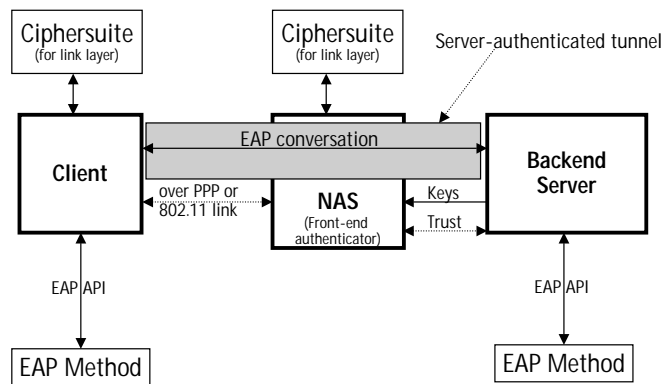 Ciphersuite
(for link layer)
Ciphersuite
(for link layer)
Server-authenticated tunnel
EAP conversation
Client
Backend
Server
over PPP or
802.11 link
NAS
(Front-end
authenticator)
Keys
Trust
EAP API
EAP API
EAP Method
EAP Method